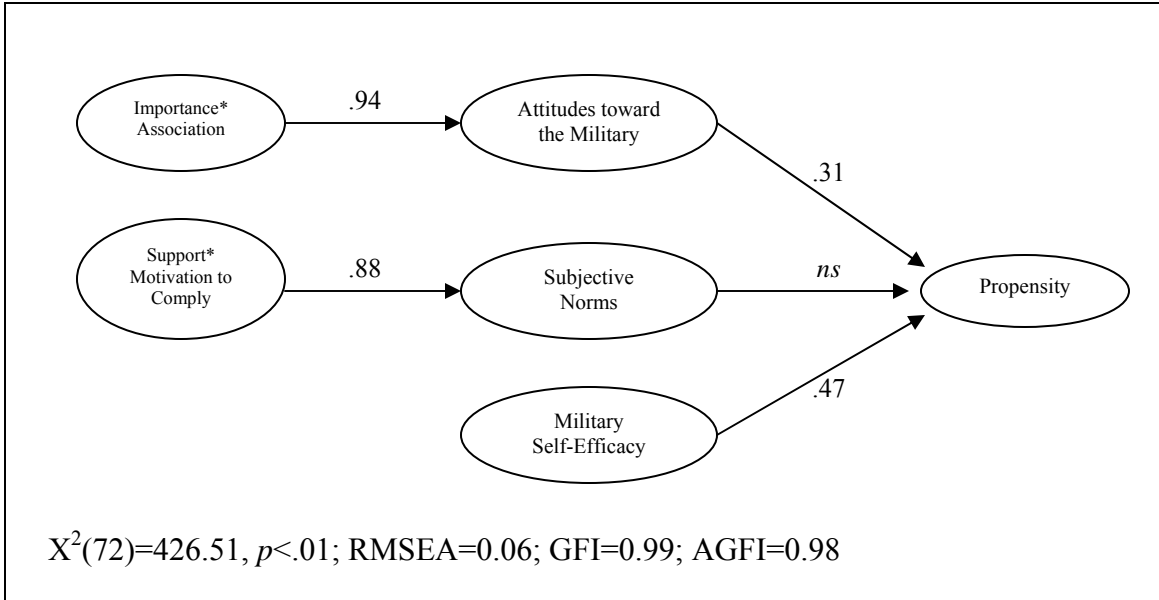 Importance*
Association
.94
Attitudes toward
the Military
.31
Support*
Motivation to
Comply
.88
Subjective
Norms
ns
Propensity
.47
Military
Self-Efficacy
X²(72)=426.51, p<.01; RMSEA=0.06; GFI=0.99; AGFI=0.98